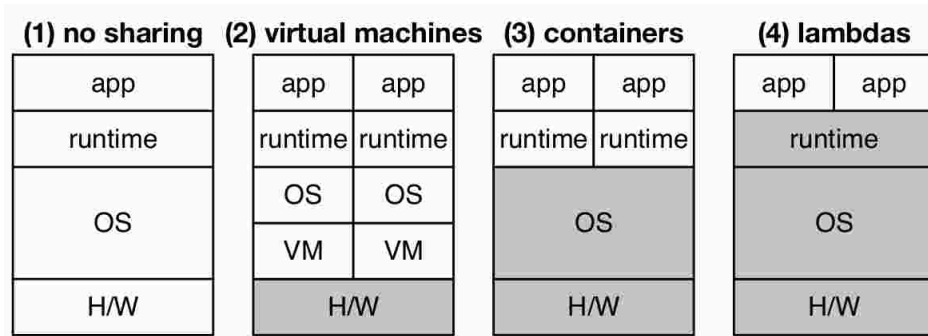 (1) no sharing (2) virtual machines (3) containers (4) lambdas
app app app app app app app
runtime runtime runtime runtime runtime runtime
OS OS OS OS OS
VM VM
H/W H/W H/W H/W